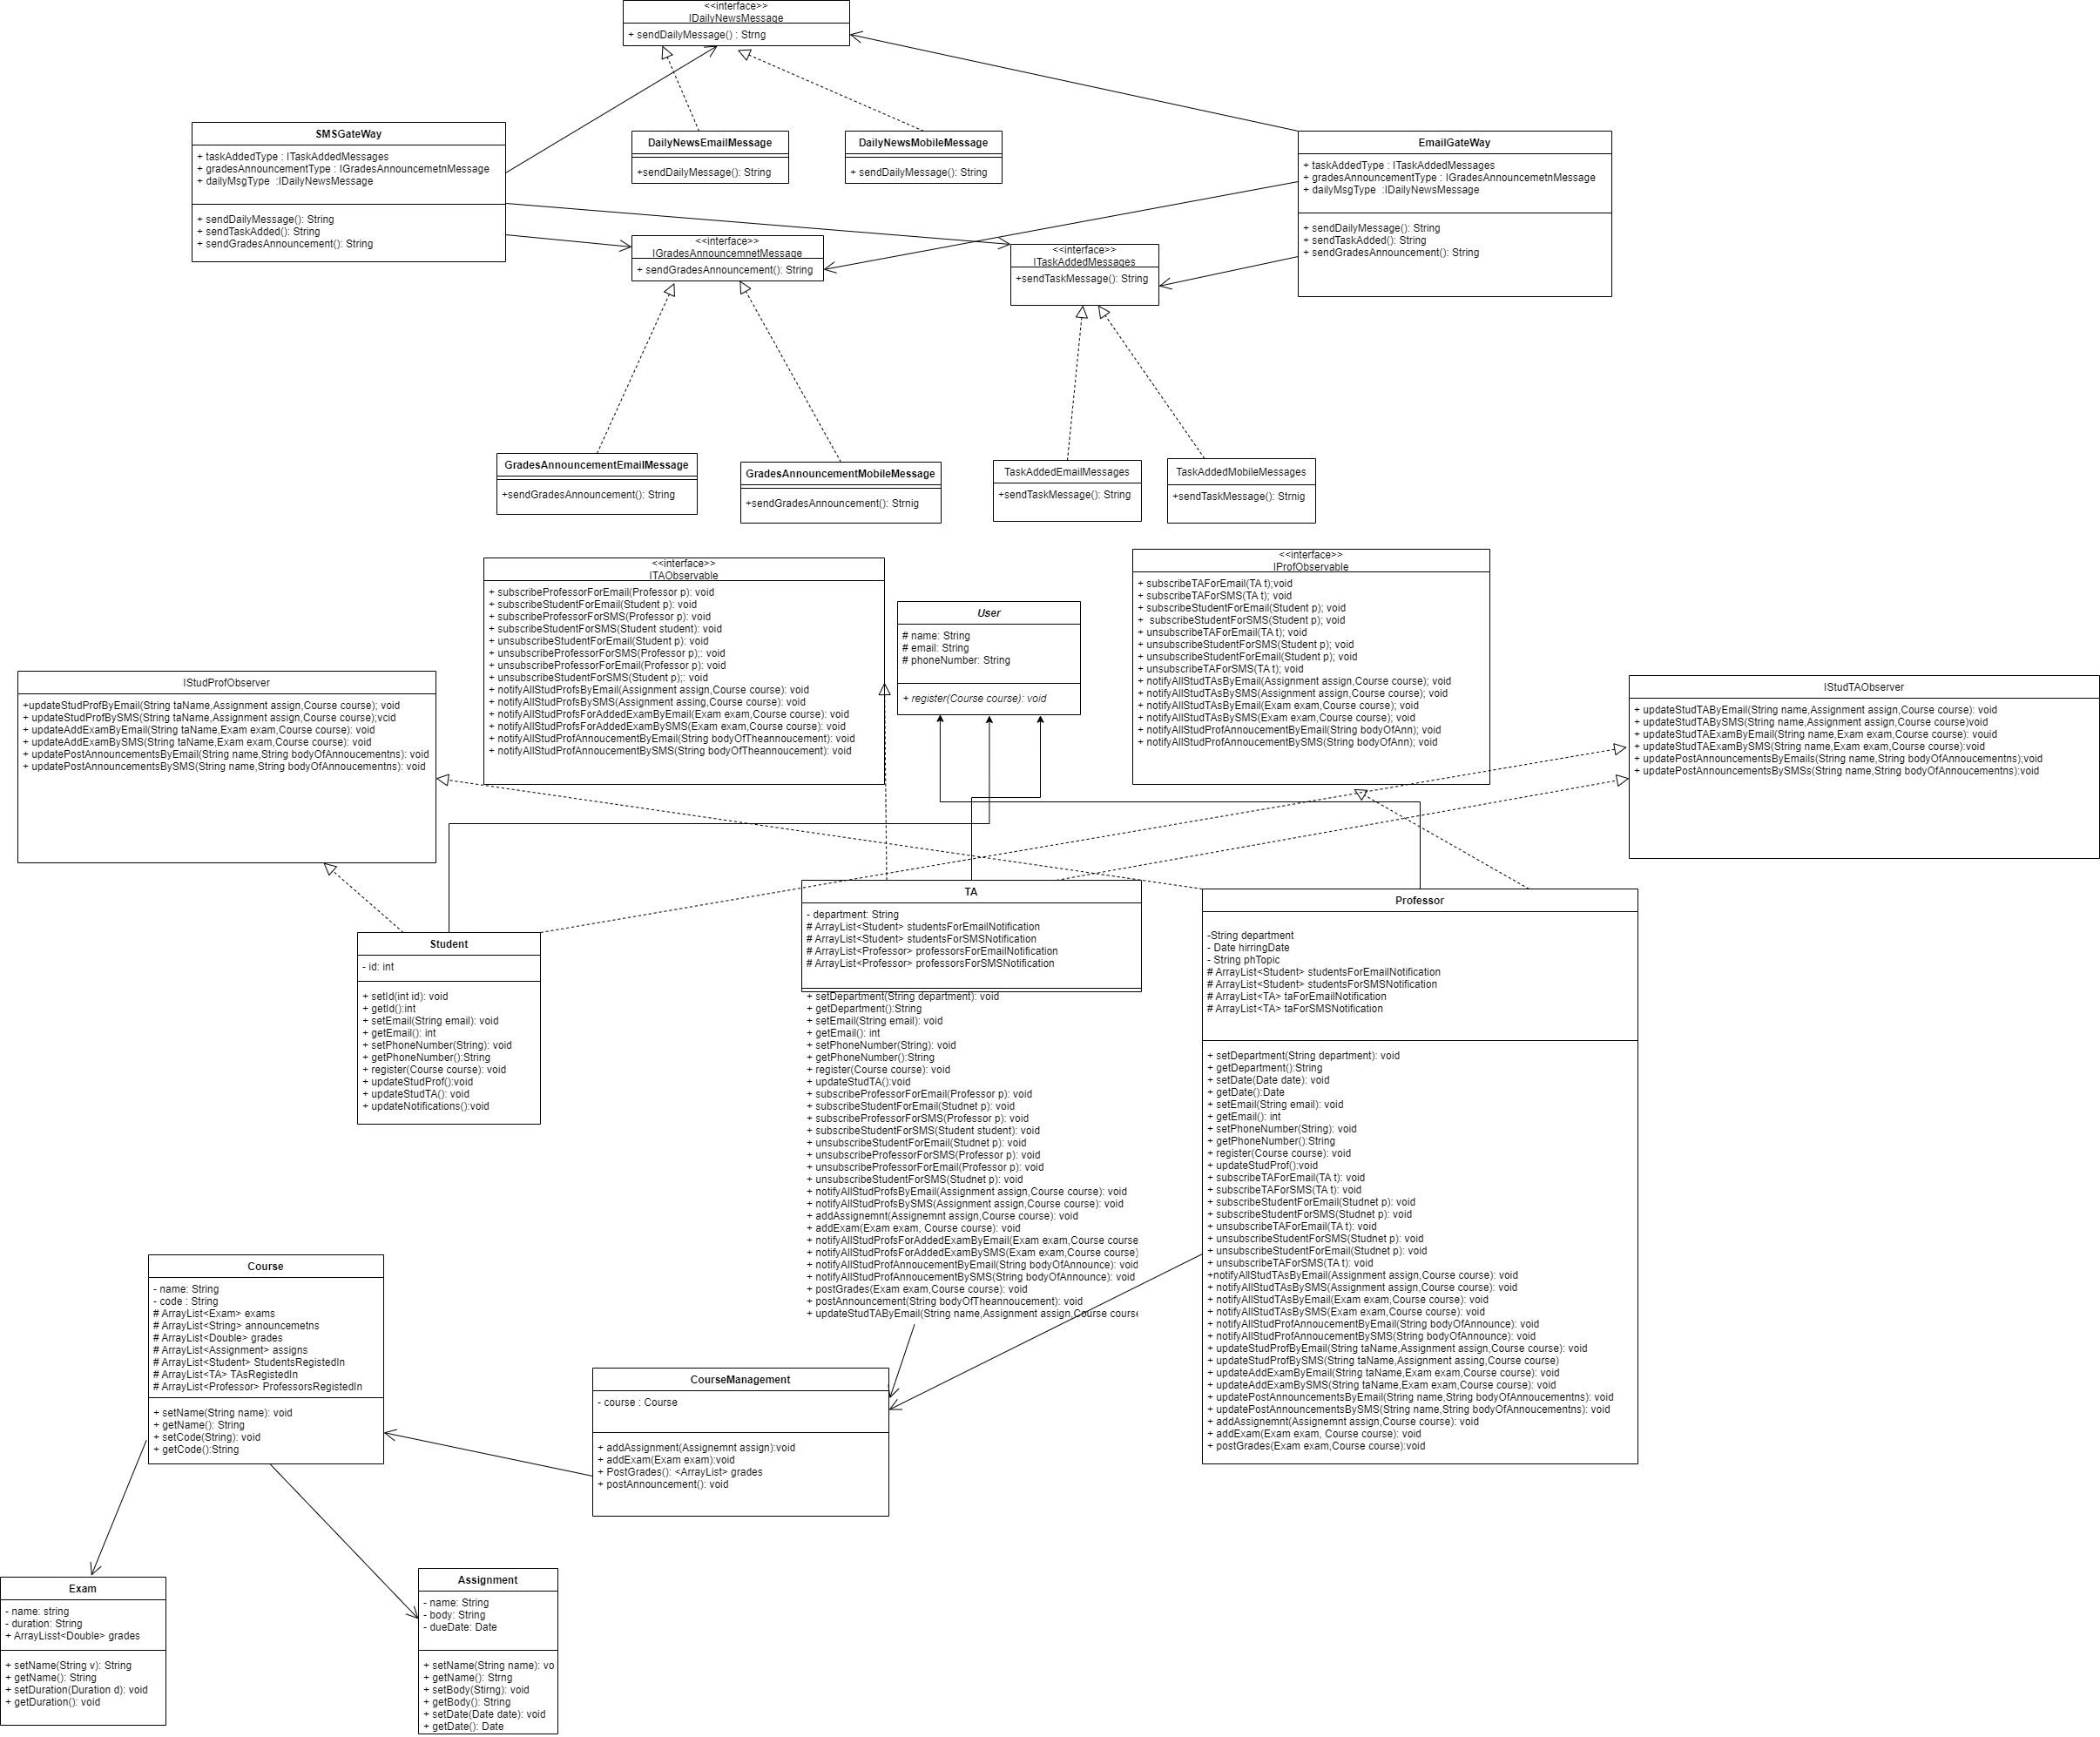 <<interface>>
IDailyNewsMessage
+ sendDailyMessage() : Strng
SMSGateWay
+ taskAddedType : ITaskAddedMessages
+ gradesAnnouncementType : IGradesAnnouncemetnMessage
+ dailyMsgType  :IDailyNewsMessage
+ sendDailyMessage(): String
+ sendTaskAdded(): String
+ sendGradesAnnouncement(): String
DailyNewsEmailMessage
+sendDailyMessage(): String
DailyNewsMobileMessage
+ sendDailyMessage(): String
EmailGateWay
+ taskAddedType : ITaskAddedMessages
+ gradesAnnouncementType : IGradesAnnouncemetnMessage
+ dailyMsgType  :IDailyNewsMessage
+ sendDailyMessage(): String
+ sendTaskAdded(): String
+ sendGradesAnnouncement(): String
<<interface>>
IGradesAnnouncemnetMessage
+ sendGradesAnnouncement(): String
<<interface>>
ITaskAddedMessages
+sendTaskMessage(): String
GradesAnnouncementEmailMessage
+sendGradesAnnouncement(): String
GradesAnnouncementMobileMessage
+sendGradesAnnouncement(): Strnig
TaskAddedEmailMessages
+sendTaskMessage(): String
TaskAddedMobileMessages
+sendTaskMessage(): Strnig
<<interface>>
ITAObservable
+ subscribeProfessorForEmail(Professor p): void
+ subscribeStudentForEmail(Student p): void
+ subscribeProfessorForSMS(Professor p): void
+ subscribeStudentForSMS(Student student): void
+ unsubscribeStudentForEmail(Student p): void
+ unsubscribeProfessorForSMS(Professor p);: void
+ unsubscribeProfessorForEmail(Professor p): void
+ unsubscribeStudentForSMS(Student p);: void
+ notifyAllStudProfsByEmail(Assignment assign,Course course): void
+ notifyAllStudProfsBySMS(Assignment assing,Course course): void
+ notifyAllStudProfsForAddedExamByEmail(Exam exam,Course course): void
+ notifyAllStudProfsForAddedExamBySMS(Exam exam,Course course): void
+ notifyAllStudProfAnnoucementByEmail(String bodyOfTheannoucement): void
+ notifyAllStudProfAnnoucementBySMS(String bodyOfTheannoucement): void
User
# name: String
# email: String
# phoneNumber: String
+ register(Course course): void
<<interface>>
IProfObservable
+ subscribeTAForEmail(TA t);void
+ subscribeTAForSMS(TA t); void
+ subscribeStudentForEmail(Student p); void
+  subscribeStudentForSMS(Student p); void
+ unsubscribeTAForEmail(TA t); void
+ unsubscribeStudentForSMS(Student p); void
+ unsubscribeStudentForEmail(Student p); void
+ unsubscribeTAForSMS(TA t); void
+ notifyAllStudTAsByEmail(Assignment assign,Course course); void
+ notifyAllStudTAsBySMS(Assignment assign,Course course); void
+ notifyAllStudTAsByEmail(Exam exam,Course course); void
+ notifyAllStudTAsBySMS(Exam exam,Course course); void
+ notifyAllStudProfAnnoucementByEmail(String bodyOfAnn); void
+ notifyAllStudProfAnnoucementBySMS(String bodyOfAnn); void
IStudProfObserver
+updateStudProfByEmail(String taName,Assignment assign,Course course); void
+ updateStudProfBySMS(String taName,Assignment assign,Course course);vcid
+ updateAddExamByEmail(String taName,Exam exam,Course course): void
+ updateAddExamBySMS(String taName,Exam exam,Course course): void
+ updatePostAnnouncementsByEmail(String name,String bodyOfAnnoucementns): void
+ updatePostAnnouncementsBySMS(String name,String bodyOfAnnoucementns): void
IStudTAObserver
+ updateStudTAByEmail(String name,Assignment assign,Course course): void
+ updateStudTABySMS(String name,Assignment assign,Course course)void
+ updateStudTAExamByEmail(String name,Exam exam,Course course): vouid
+ updateStudTAExamBySMS(String name,Exam exam,Course course):void
+ updatePostAnnouncementsByEmails(String name,String bodyOfAnnoucementns);void
+ updatePostAnnouncementsBySMSs(String name,String bodyOfAnnoucementns):void
Student
- id: int
+ setId(int id): void
+ getId():int
+ setEmail(String email): void
+ getEmail(): int
+ setPhoneNumber(String): void
+ getPhoneNumber():String
+ register(Course course): void
+ updateStudProf():void
+ updateStudTA(): void
+ updateNotifications():void
TA
- department: String
# ArrayList<Student> studentsForEmailNotification
# ArrayList<Student> studentsForSMSNotification
# ArrayList<Professor> professorsForEmailNotification
# ArrayList<Professor> professorsForSMSNotification
+ setDepartment(String department): void
+ getDepartment():String
+ setEmail(String email): void
+ getEmail(): int
+ setPhoneNumber(String): void
+ getPhoneNumber():String
+ register(Course course): void
+ updateStudTA():void
+ subscribeProfessorForEmail(Professor p): void
+ subscribeStudentForEmail(Studnet p): void
+ subscribeProfessorForSMS(Professor p): void
+ subscribeStudentForSMS(Student student): void
+ unsubscribeStudentForEmail(Studnet p): void
+ unsubscribeProfessorForSMS(Professor p): void
+ unsubscribeProfessorForEmail(Professor p): void
+ unsubscribeStudentForSMS(Studnet p): void
+ notifyAllStudProfsByEmail(Assignment assign,Course course): void
+ notifyAllStudProfsBySMS(Assignment assign,Course course): void
+ addAssignemnt(Assignemnt assign,Course course): void
+ addExam(Exam exam, Course course): void
+ notifyAllStudProfsForAddedExamByEmail(Exam exam,Course course
+ notifyAllStudProfsForAddedExamBySMS(Exam exam,Course course)
+ notifyAllStudProfAnnoucementByEmail(String bodyOfAnnounce): void
+ notifyAllStudProfAnnoucementBySMS(String bodyOfAnnounce): void
+ postGrades(Exam exam,Course course): void
+ postAnnouncement(String bodyOfTheannoucement): void
+ updateStudTAByEmail(String name,Assignment assign,Course course
Professor
-String department
- Date hirringDate
- String phTopic
# ArrayList<Student> studentsForEmailNotification
# ArrayList<Student> studentsForSMSNotification
# ArrayList<TA> taForEmailNotification
# ArrayList<TA> taForSMSNotification
+ setDepartment(String department): void
+ getDepartment():String
+ setDate(Date date): void
+ getDate():Date
+ setEmail(String email): void
+ getEmail(): int
+ setPhoneNumber(String): void
+ getPhoneNumber():String
+ register(Course course): void
+ updateStudProf():void
+ subscribeTAForEmail(TA t): void
+ subscribeTAForSMS(TA t): void
+ subscribeStudentForEmail(Studnet p): void
+ subscribeStudentForSMS(Studnet p): void
+ unsubscribeTAForEmail(TA t): void
+ unsubscribeStudentForSMS(Studnet p): void
+ unsubscribeStudentForEmail(Studnet p): void
+ unsubscribeTAForSMS(TA t): void
+notifyAllStudTAsByEmail(Assignment assign,Course course): void
+ notifyAllStudTAsBySMS(Assignment assign,Course course): void
+ notifyAllStudTAsByEmail(Exam exam,Course course): void
+ notifyAllStudTAsBySMS(Exam exam,Course course): void
+ notifyAllStudProfAnnoucementByEmail(String bodyOfAnnounce): void
+ notifyAllStudProfAnnoucementBySMS(String bodyOfAnnounce): void
+ updateStudProfByEmail(String taName,Assignment assign,Course course): void
+ updateStudProfBySMS(String taName,Assignment assing,Course course)
+ updateAddExamByEmail(String taName,Exam exam,Course course): void
+ updateAddExamBySMS(String taName,Exam exam,Course course): void
+ updatePostAnnouncementsByEmail(String name,String bodyOfAnnoucementns): void
+ updatePostAnnouncementsBySMS(String name,String bodyOfAnnoucementns): void
+ addAssignemnt(Assignemnt assign,Course course): void
+ addExam(Exam exam, Course course): void
+ postGrades(Exam exam,Course course):void
Course
- name: String
- code : String
# ArrayList<Exam> exams
# ArrayList<String> announcemetns
# ArrayList<Double> grades
# ArrayList<Assignment> assigns
# ArrayList<Student> StudentsRegistedIn
# ArrayList<TA> TAsRegistedIn
# ArrayList<Professor> ProfessorsRegistedIn
+ setName(String name): void
+ getName(): String
+ setCode(String): void
+ getCode():String
CourseManagement
- course : Course
+ addAssignment(Assignemnt assign):void
+ addExam(Exam exam):void
+ PostGrades(): <ArrayList> grades
+ postAnnouncement(): void
Exam
- name: string
- duration: String
+ ArrayLisst<Double> grades
+ setName(String v): String
+ getName(): String
+ setDuration(Duration d): void
+ getDuration(): void
Assignment
- name: String
- body: String
- dueDate: Date
+ setName(String name): vo
+ getName(): Strng
+ setBody(Stirng): void
+ getBody(): String
+ setDate(Date date): void
+ getDate(): Date